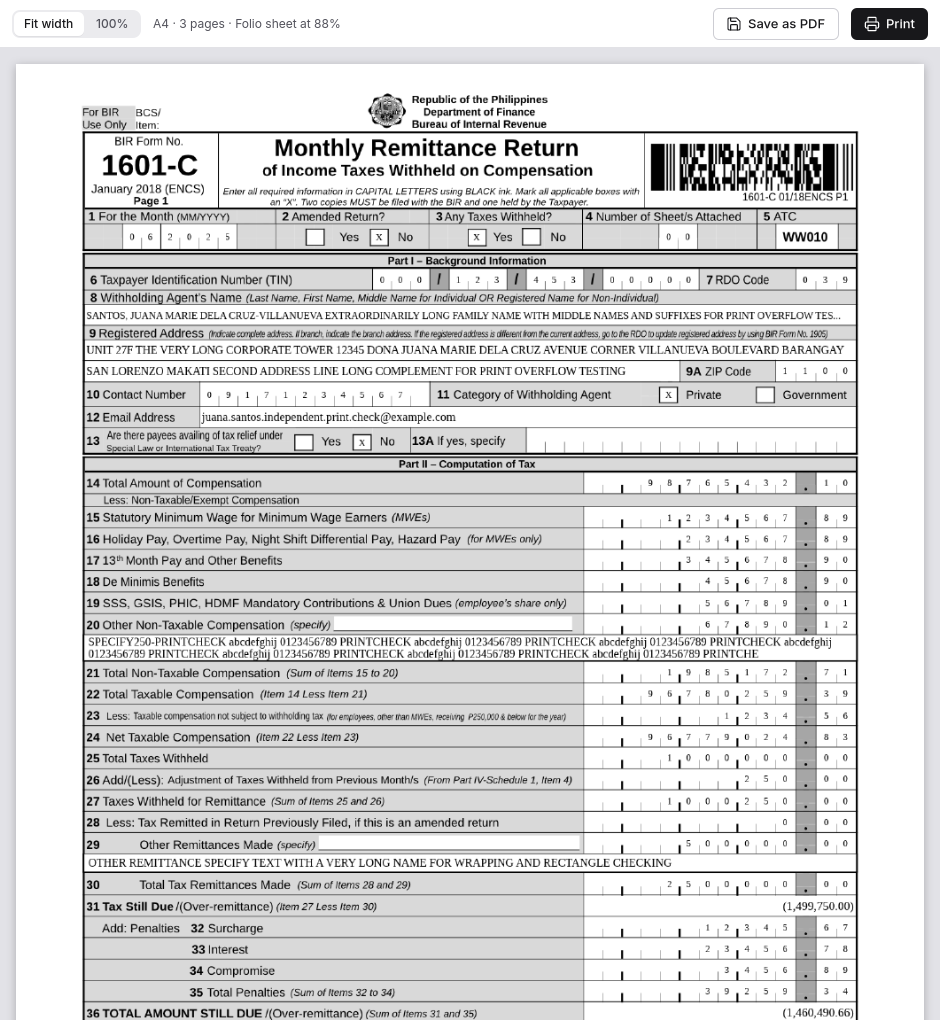 Fit width 100% A4 · 3 pages · Folio sheet at 88% Save as PDF Print
For BIR BCS/
Use Only Item:
Republic of the Philippines
Department of Finance
Bureau of Internal Revenue
BIR Form No.
1601-C
January 2018 (ENCS)
Page 1
Monthly Remittance Return
of Income Taxes Withheld on Compensation
Enter all required information in CAPITAL LETTERS using BLACK ink. Mark all applicable boxes with
an "X". Two copies MUST be filed with the BIR and one held by the Taxpayer.
1601-C 01/18ENCS P1
1 For the Month (MM/YYYY) 2 Amended Return? 3 Any Taxes Withheld? 4 Number of Sheet/s Attached 5 ATC
0 6 2 0 2 5 Yes X No X Yes No 0 0 WW010
Part I – Background Information
6 Taxpayer Identification Number (TIN) 0 0 0 / 1 2 3 / 4 5 3 / 0 0 0 0 0 7 RDO Code 0 3 9
8 Withholding Agent's Name (Last Name, First Name, Middle Name for Individual OR Registered Name for Non-Individual)
SANTOS, JUANA MARIE DELA CRUZ-VILLANUEVA EXTRAORDINARILY LONG FAMILY NAME WITH MIDDLE NAMES AND SUFFIXES FOR PRINT OVERFLOW TES...
9 Registered Address (Indicate complete address. If branch, indicate the branch address. If the registered address is different from the current address, go to the RDO to update registered address by using BIR Form No. 1905)
UNIT 27F THE VERY LONG CORPORATE TOWER 12345 DONA JUANA MARIE DELA CRUZ AVENUE CORNER VILLANUEVA BOULEVARD BARANGAY
SAN LORENZO MAKATI SECOND ADDRESS LINE LONG COMPLEMENT FOR PRINT OVERFLOW TESTING 9A ZIP Code 1 1 0 0
10 Contact Number 0 9 1 7 1 2 3 4 5 6 7 11 Category of Withholding Agent X Private Government
12 Email Address juana.santos.independent.print.check@example.com
13 Are there payees availing of tax relief under
Special Law or International Tax Treaty? Yes X No 13A If yes, specify
Part II – Computation of Tax
14 Total Amount of Compensation 9 8 7 6 5 4 3 2 . 1 0
Less: Non-Taxable/Exempt Compensation
15 Statutory Minimum Wage for Minimum Wage Earners (MWEs) 1 2 3 4 5 6 7 . 8 9
16 Holiday Pay, Overtime Pay, Night Shift Differential Pay, Hazard Pay (for MWEs only) 2 3 4 5 6 7 . 8 9
17 13th Month Pay and Other Benefits 3 4 5 6 7 8 . 9 0
18 De Minimis Benefits 4 5 6 7 8 . 9 0
19 SSS, GSIS, PHIC, HDMF Mandatory Contributions & Union Dues (employee's share only) 5 6 7 8 9 . 0 1
20 Other Non-Taxable Compensation (specify) 6 7 8 9 0 . 1 2
SPECIFY250-PRINTCHECK abcdefghij 0123456789 PRINTCHECK abcdefghij 0123456789 PRINTCHECK abcdefghij 0123456789 PRINTCHECK abcdefghij
0123456789 PRINTCHECK abcdefghij 0123456789 PRINTCHECK abcdefghij 0123456789 PRINTCHECK abcdefghij 0123456789 PRINTCHE
21 Total Non-Taxable Compensation (Sum of Items 15 to 20) 1 9 8 5 1 7 2 . 7 1
22 Total Taxable Compensation (Item 14 Less Item 21) 9 6 7 8 0 2 5 9 . 3 9
23 Less: Taxable compensation not subject to withholding tax (for employees, other than MWEs, receiving P250,000 & below for the year) 1 2 3 4 . 5 6
24 Net Taxable Compensation (Item 22 Less Item 23) 9 6 7 7 9 0 2 4 . 8 3
25 Total Taxes Withheld 1 0 0 0 0 0 0 . 0 0
26 Add/(Less): Adjustment of Taxes Withheld from Previous Month/s (From Part IV-Schedule 1, Item 4) 2 5 0 . 0 0
27 Taxes Withheld for Remittance (Sum of Items 25 and 26) 1 0 0 0 2 5 0 . 0 0
28 Less: Tax Remitted in Return Previously Filed, if this is an amended return 0 . 0 0
29 Other Remittances Made (specify) 5 0 0 0 0 0 . 0 0
OTHER REMITTANCE SPECIFY TEXT WITH A VERY LONG NAME FOR WRAPPING AND RECTANGLE CHECKING
30 Total Tax Remittances Made (Sum of Items 28 and 29) 2 5 0 0 0 0 0 . 0 0
31 Tax Still Due /(Over-remittance) (Item 27 Less Item 30) (1,499,750.00)
Add: Penalties 32 Surcharge 1 2 3 4 5 . 6 7
33 Interest 2 3 4 5 6 . 7 8
34 Compromise 3 4 5 6 . 8 9
35 Total Penalties (Sum of Items 32 to 34) 3 9 2 5 9 . 3 4
36 TOTAL AMOUNT STILL DUE /(Over-remittance) (Sum of Items 31 and 35) (1,460,490.66)